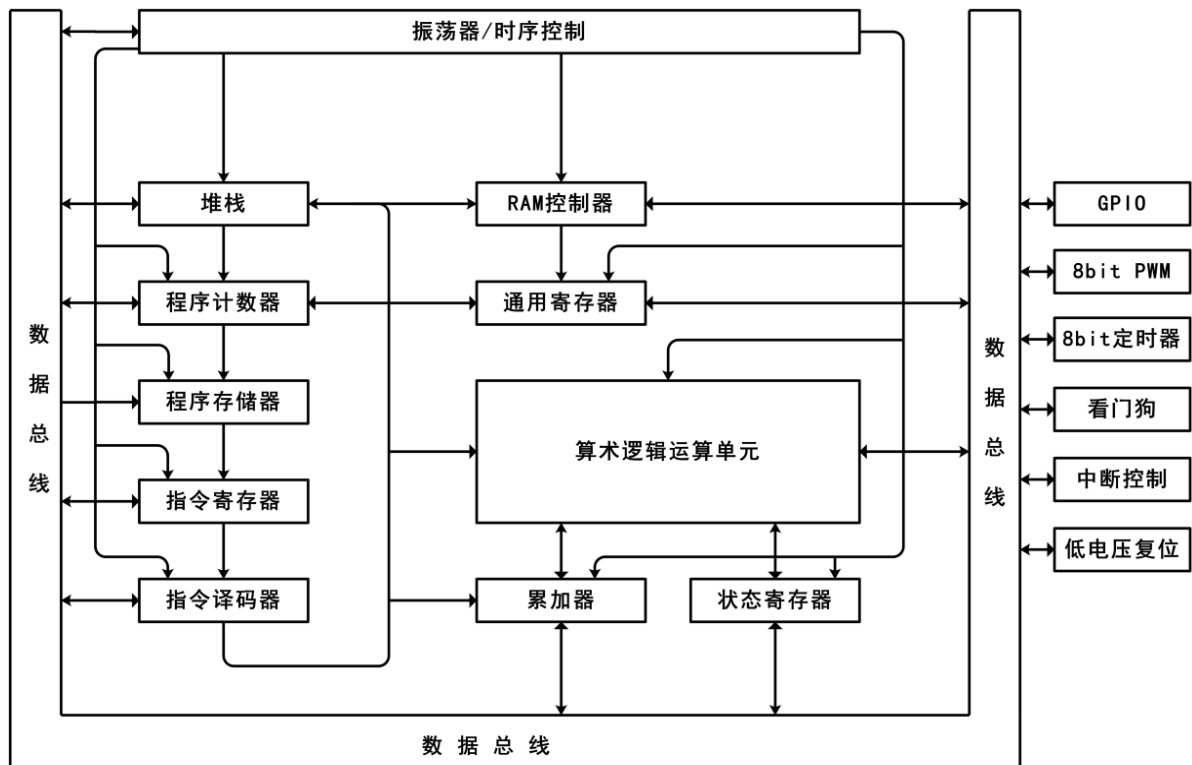 振荡器/时序控制
堆栈
RAM控制器
GPIO
8bit PWM
程序计数器
通用寄存器
8bit定时器
数据总线
数据总线
程序存储器
看门狗
算术逻辑运算单元
中断控制
指令寄存器
低电压复位
指令译码器
累加器
状态寄存器
数据总线